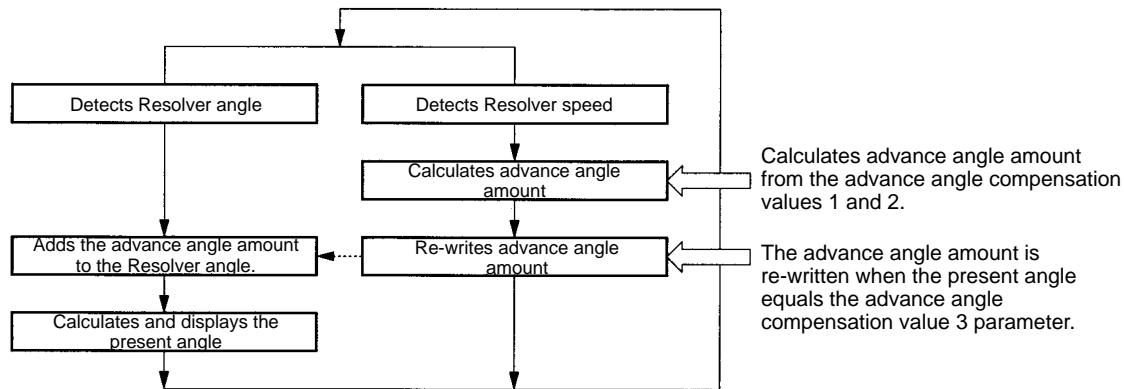 Detects Resolver angle
Detects Resolver speed
Calculates advance angle
amount
Calculates advance angle amount
from the advance angle compensation
values 1 and 2.
Adds the advance angle amount
to the Resolver angle.
Re-writes advance angle
amount
The advance angle amount is
re-written when the present angle
equals the advance angle
compensation value 3 parameter.
Calculates and displays the
present angle